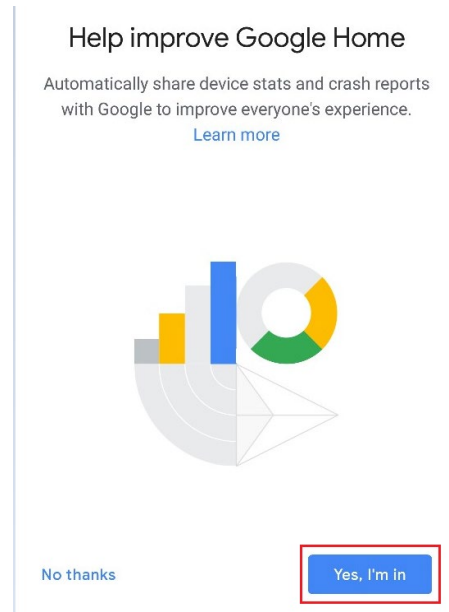 Help improve Google Home
Automatically share device stats and crash reports
with Google to improve everyone's experience.
Learn more
No thanks
Yes, I'm in